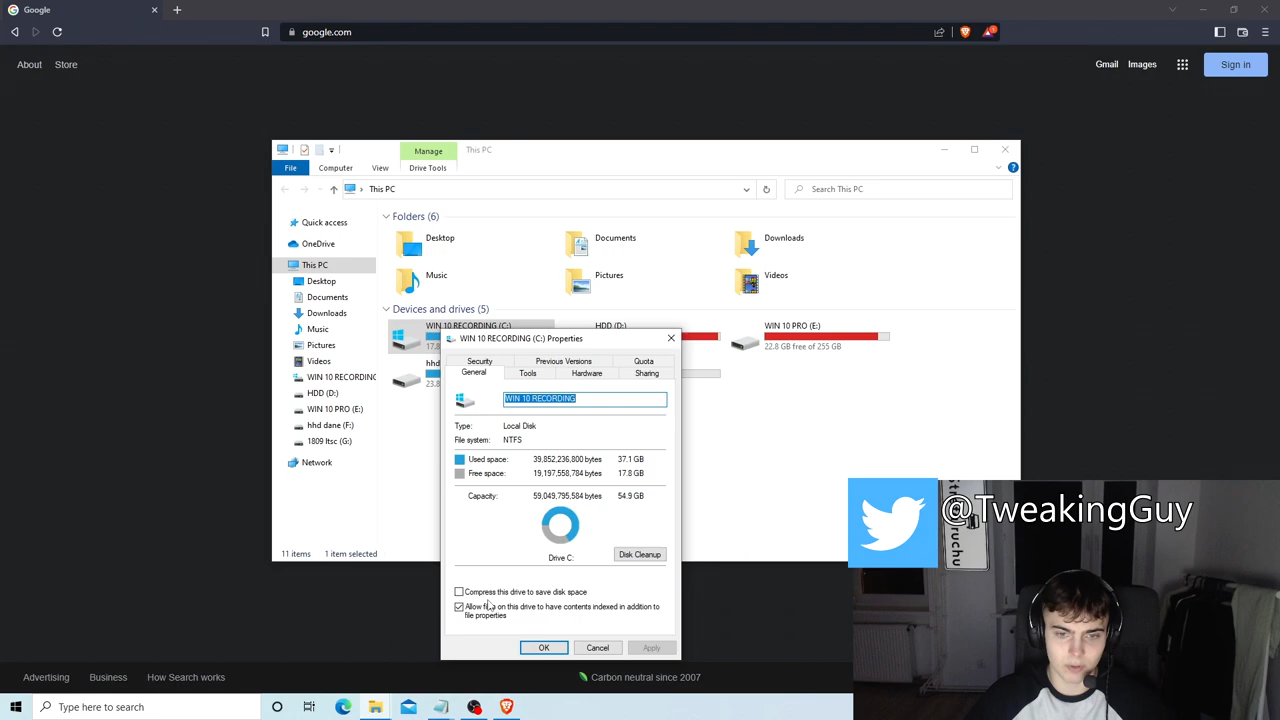 Google
google.com
About
Store
Gmail
Images
Sign in
Manage
This PC
File
Computer
View
Drive Tools
This PC
Search This PC
Quick access
OneDrive
This PC
Desktop
Documents
Downloads
Music
Pictures
Videos
WIN 10 RECORDING
HDD (D:)
WIN 10 PRO (E:)
hhd dane (F:)
1809 ltsc (G:)
Network
Folders (6)
Desktop
Documents
Downloads
Music
Pictures
Videos
Devices and drives (5)
WIN 10 RECORDING (C:)
17.8
HDD (D:)
WIN 10 PRO (E:)
22.8 GB free of 255 GB
hhd
23.8
11 items
1 item selected
WIN 10 RECORDING (C:) Properties
Security
Previous Versions
Quota
General
Tools
Hardware
Sharing
WIN 10 RECORDING
Type: Local Disk
File system: NTFS
Used space: 39,852,236,800 bytes 37.1 GB
Free space: 19,197,558,784 bytes 17.8 GB
Capacity: 59,049,795,584 bytes 54.9 GB
Drive C:
Disk Cleanup
Compress this drive to save disk space
Allow files on this drive to have contents indexed in addition to
file properties
OK
Cancel
Apply
@TweakingGuy
Advertising
Business
How Search works
Carbon neutral since 2007
Type here to search